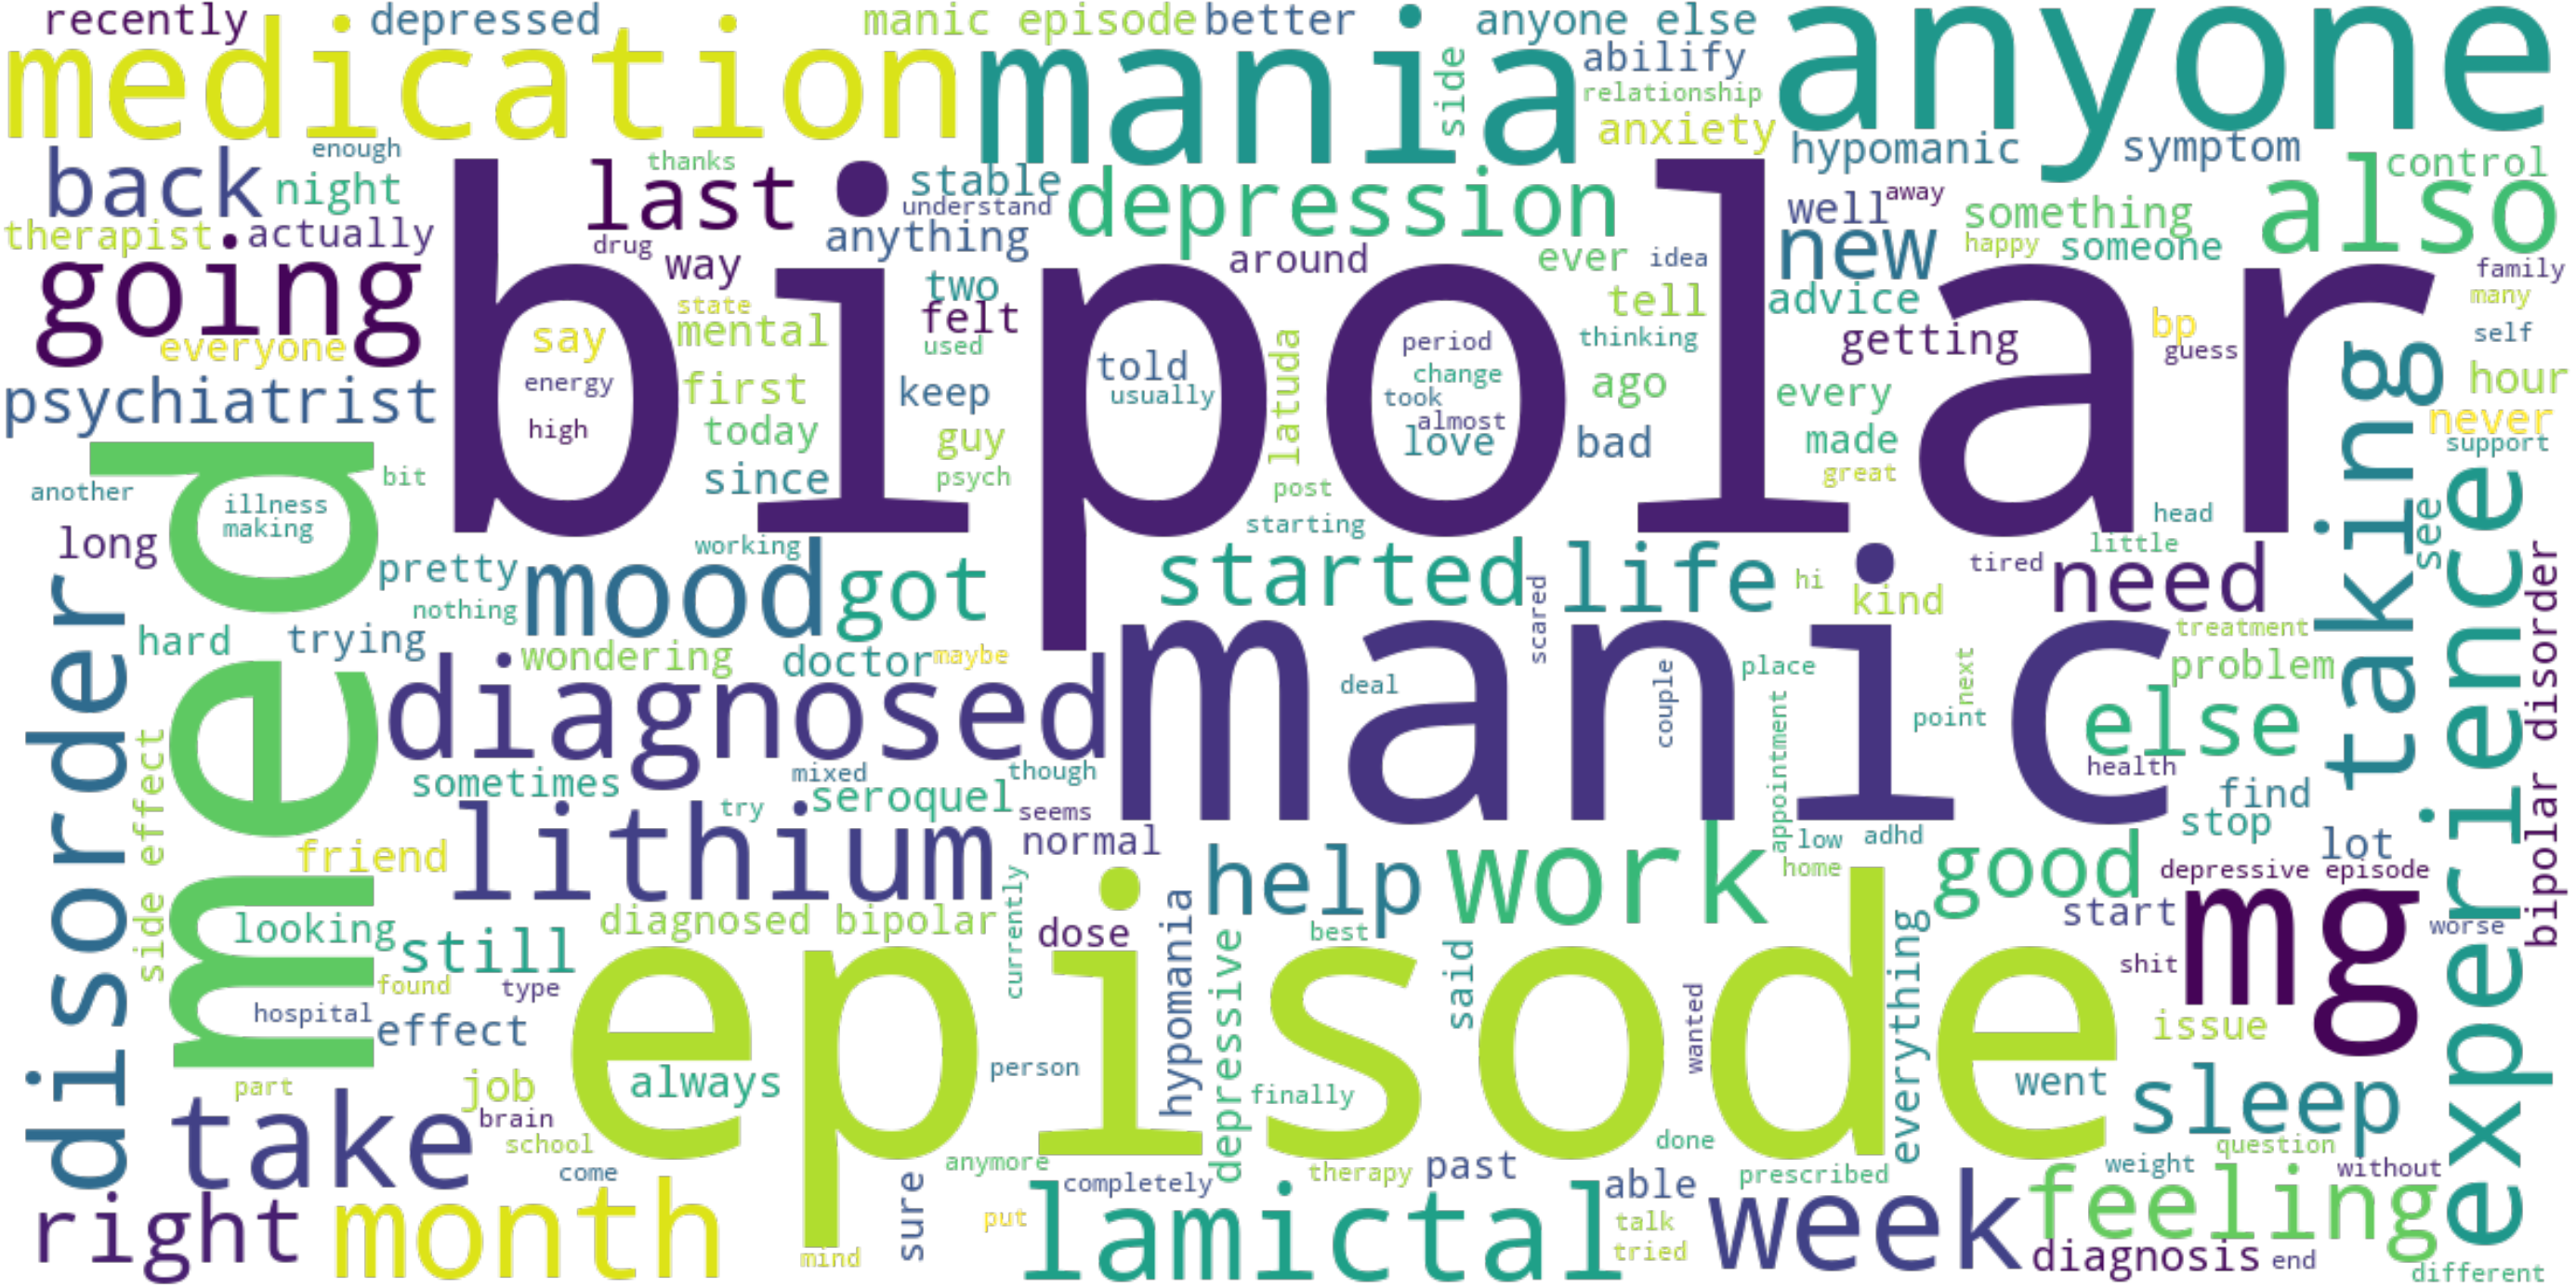 recently
depressed
manic episode
better
anyone else
medication
mania
side
abilify
relationship
anxiety
anyone
enough
back
night
thanks
last
stable
understand
depression
hypomanic
symptom
control
also
therapist
actually
drug
way
anything
around
ever
idea
well
away
new
something
happy
someone
family
many
going
everyone
bipolar
say
state
mental
two
felt
used
told
usually
period
change
took
almost
love
latuda
thinking
tell
advice
getting
bp
guess
self
psychiatrist
energy
high
first
today
since
keep
guy
psych
post
starting
ago
bad
every
made
great
taking
hour
never
support
see
another
bit
illness
making
long
med
working
pretty
nothing
mood
got
started
life
scared
hi
kind
tired
head
little
need
experience
bipolar disorder
disorder
hard
trying
wondering
doctor
maybe
manic
deal
couple
place
appointment
next
point
treatment
problem
else
health
diagnosed
sometimes
mixed
though
seems
side effect
try
seroquel
normal
low
adhd
home
find
stop
lot
friend
lithium
help
work
good
depressive episode
start
mg
worse
shit
issue
looking
still
diagnosed bipolar
currently
dose
hypomania
depressive
best
said
wanted
everything
found
type
hospital
effect
episode
part
job
always
person
finally
went
sleep
take
brain
school
come
anymore
completely
therapy
past
done
prescribed
weight
question
without
right
month
mind
sure
put
lamictal
able
talk
tried
week
feeling
diagnosis
end
different